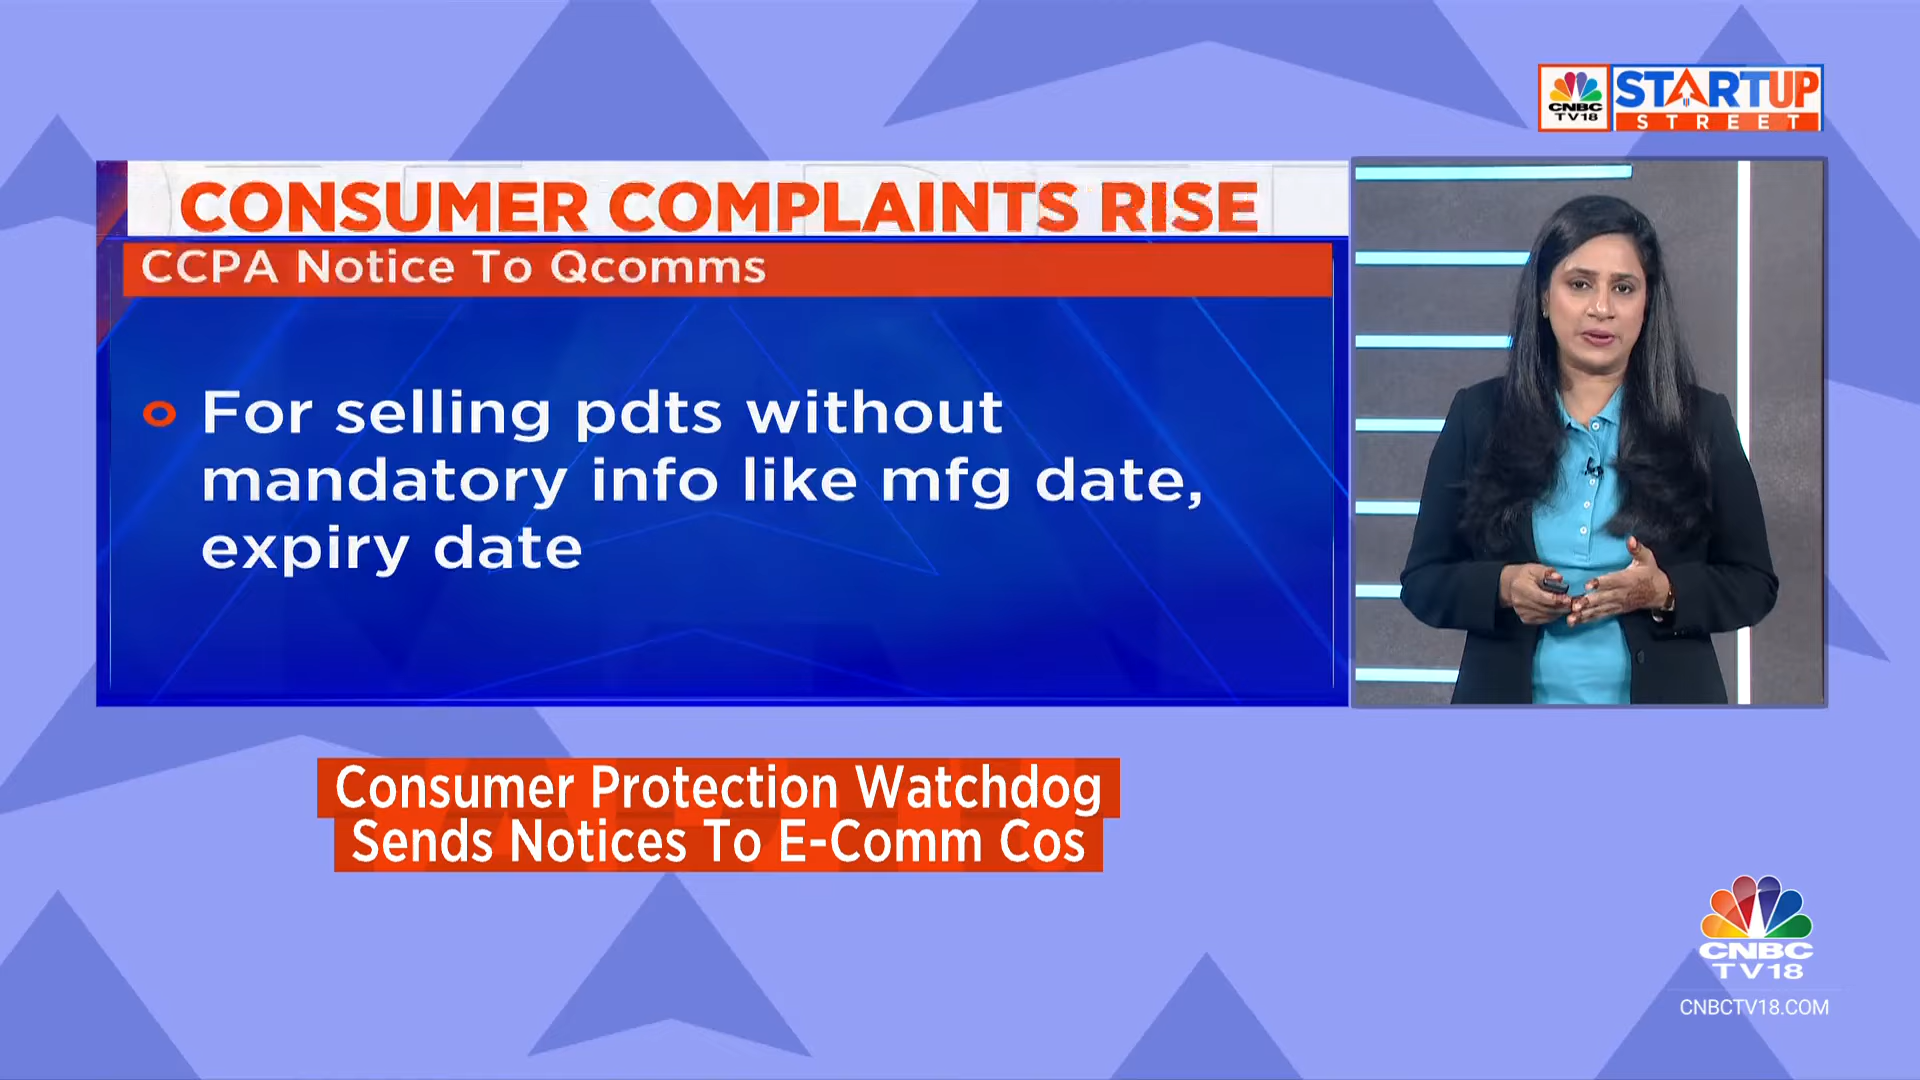 CNBC
TV18
STARTUP
STREET
CONSUMER COMPLAINTS RISE
CCPA Notice To Qcomms
For selling pdts without
mandatory info like mfg date,
expiry date
Consumer Protection Watchdog
Sends Notices To E-Comm Cos
CNBC
TV18
CNBCTV18.COM